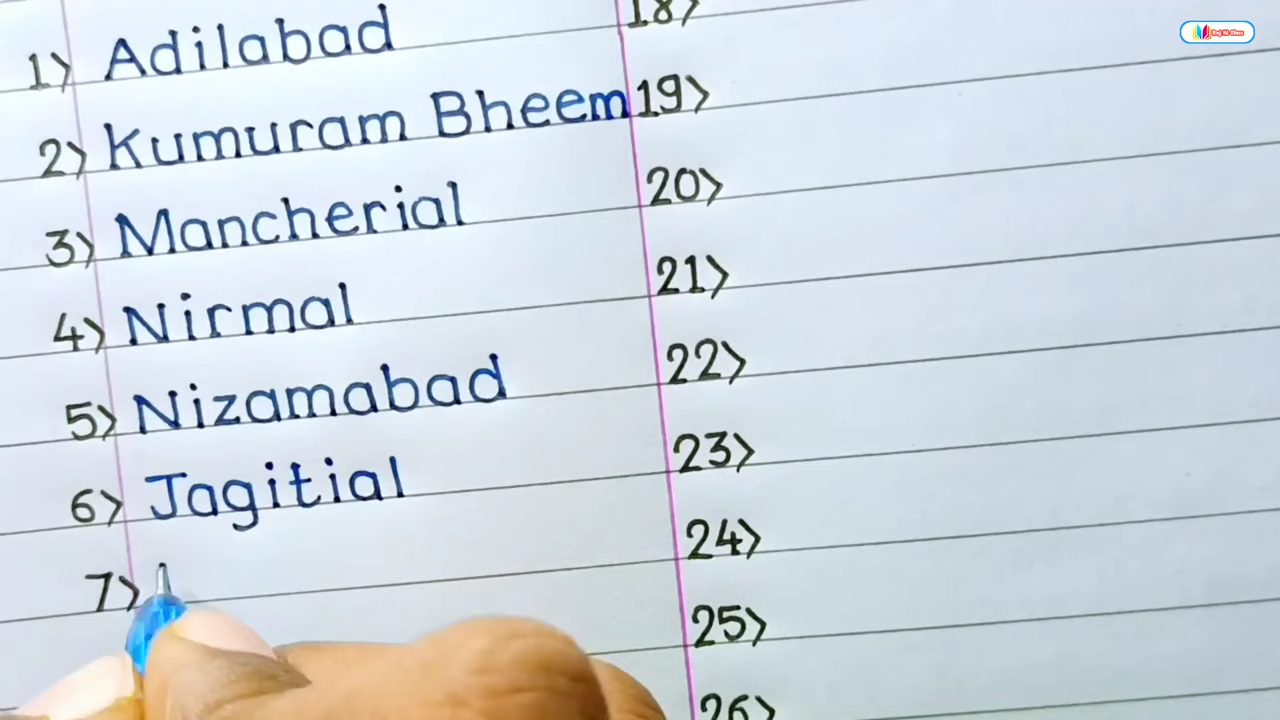 1) Adilabad
2) Kumuram Bheem
3) Mancherial
4) Nirmal
5) Nizamabad
6) Jagitial
7)
18)
19)
20)
21)
22)
23)
24)
25)
26)